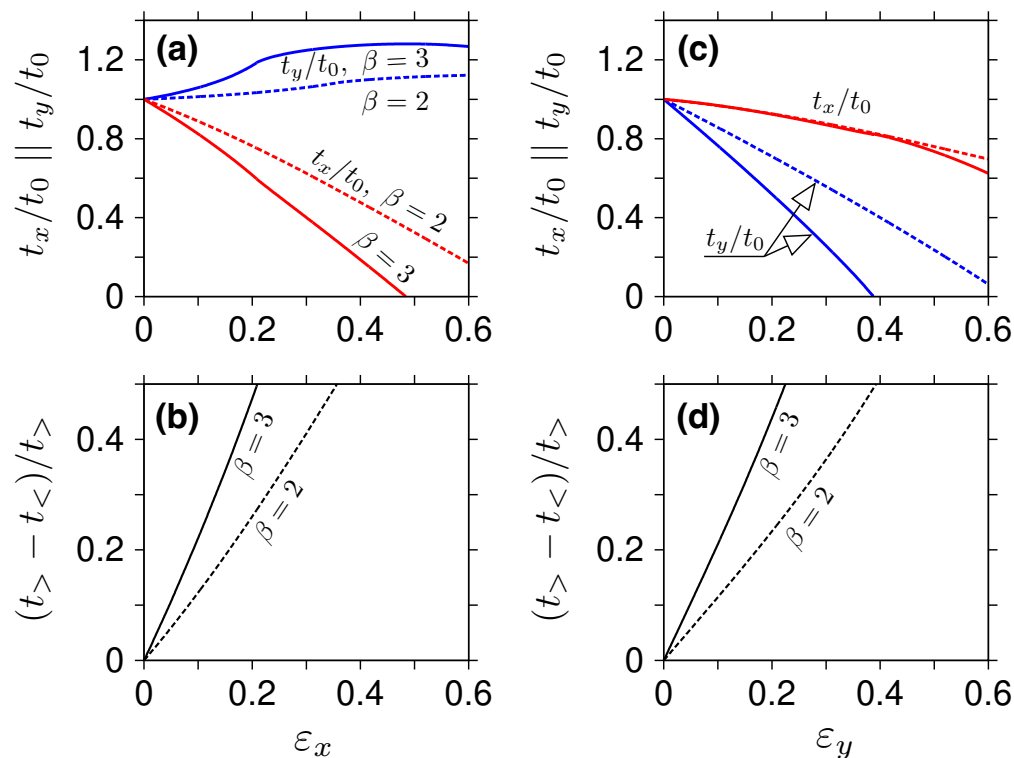 (a)
t_x/t_0 || t_y/t_0
1.2
0.8
0.4
0
t_y/t_0, β = 3
β = 2
t_x/t_0, β = 2
β = 3
0 0.2 0.4 0.6
(c)
t_x/t_0 || t_y/t_0
1.2
0.8
0.4
0
t_x/t_0
t_y/t_0
0 0.2 0.4 0.6
(b)
(t_> − t_<)/t_>
0.4
0.2
0
β = 3
β = 2
0 0.2 0.4 0.6
ε_x
(d)
(t_> − t_<)/t_>
0.4
0.2
0
β = 3
β = 2
0 0.2 0.4 0.6
ε_y